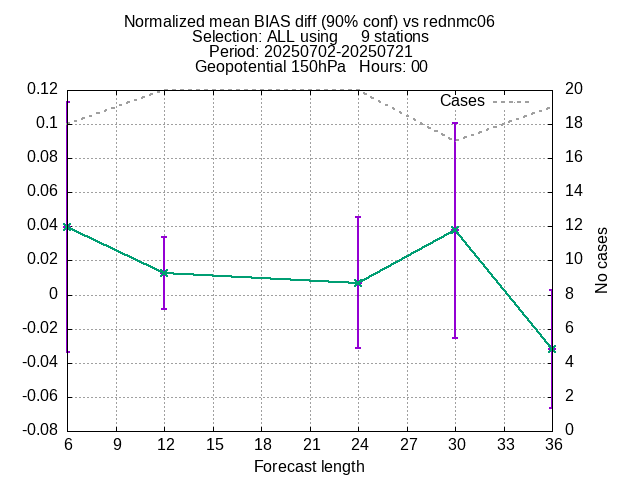 Normalized mean BIAS diff (90% conf) vs rednmc06
Selection: ALL using     9 stations
Period: 20250702-20250721
Geopotential 150hPa   Hours: 00
Cases
0.12
0.1
0.08
0.06
0.04
0.02
0
-0.02
-0.04
-0.06
-0.08
20
18
16
14
12
10
8
6
4
2
0
No cases
6 9 12 15 18 21 24 27 30 33 36
Forecast length